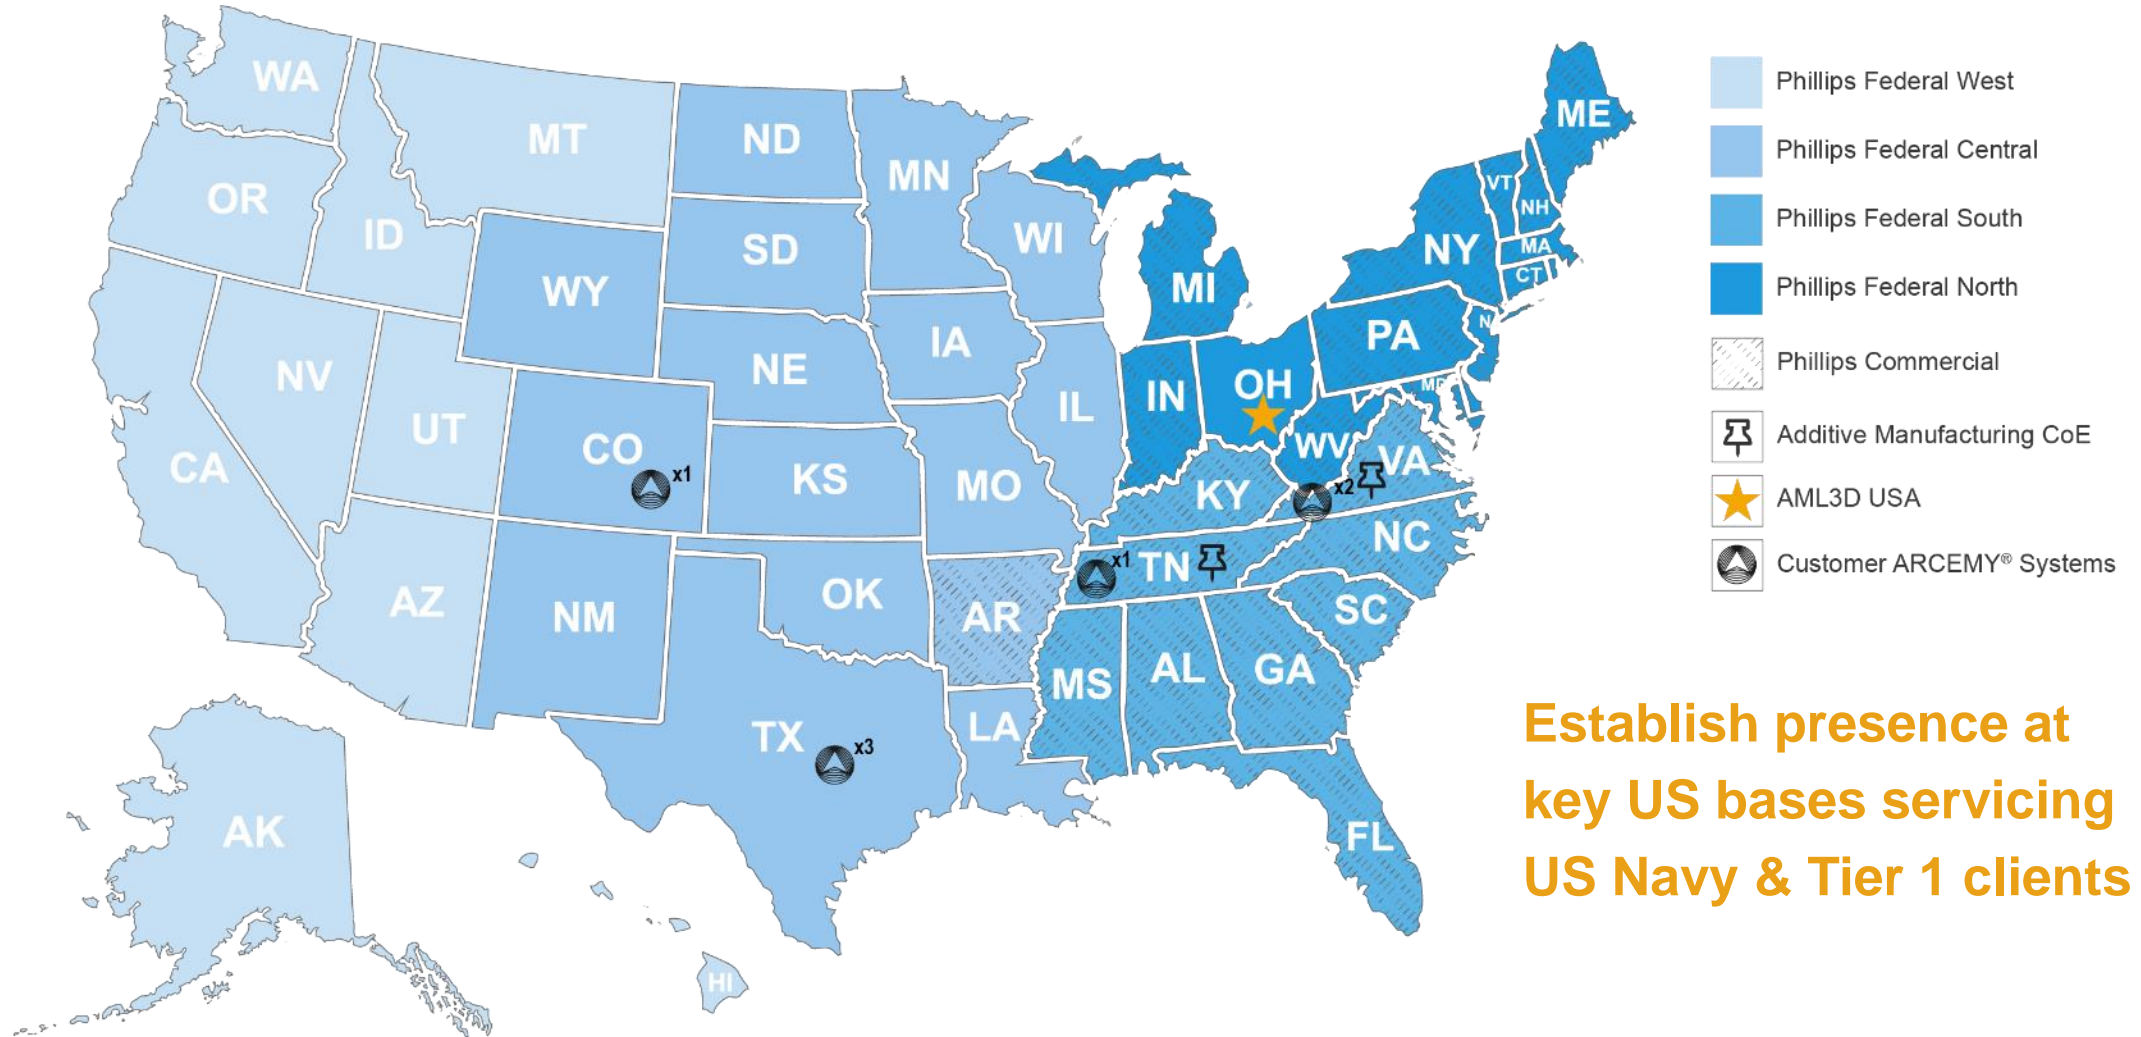 WA
MT
ND
MN
OR
ID
SD
WI
WY
MI
NY
VT
NH
ME
MA
CT
IA
NE
NV
UT
CO
x1
IL
IN
OH
PA
N
MD
WV
VA
x2
CA
KS
MO
KY
NC
x1
TN
AZ
NM
OK
AR
SC
MS
AL
GA
TX
x3
LA
FL
AK
HI
Phillips Federal West
Phillips Federal Central
Phillips Federal South
Phillips Federal North
Phillips Commercial
Additive Manufacturing CoE
AML3D USA
Customer ARCEMY® Systems
Establish presence at
key US bases servicing
US Navy & Tier 1 clients